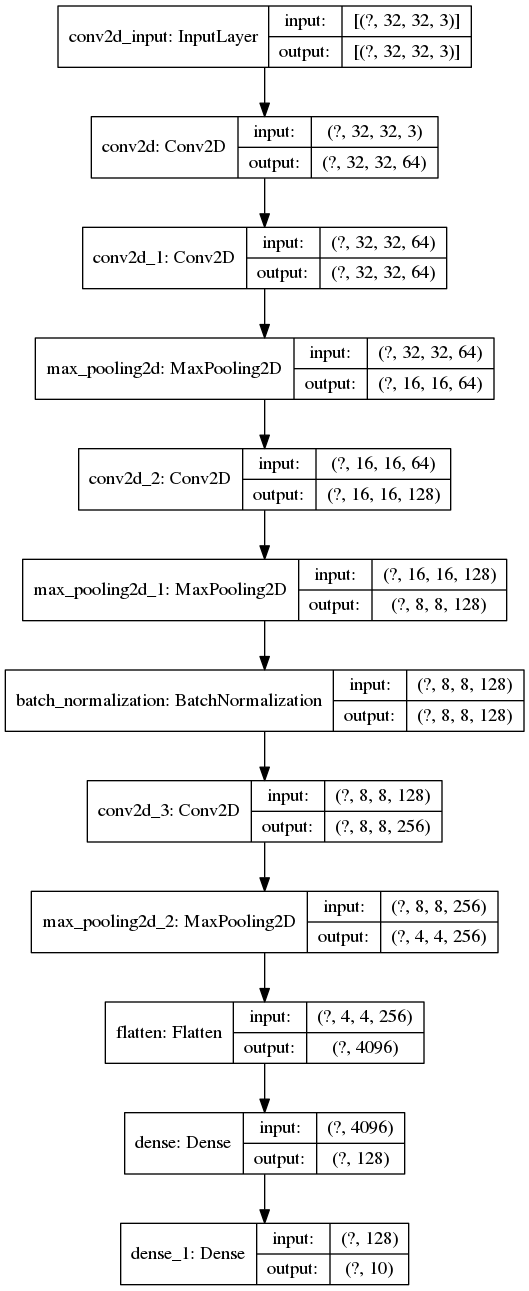 conv2d_input: InputLayer
input: [(?, 32, 32, 3)]
output: [(?, 32, 32, 3)]
conv2d: Conv2D
input: (?, 32, 32, 3)
output: (?, 32, 32, 64)
conv2d_1: Conv2D
input: (?, 32, 32, 64)
output: (?, 32, 32, 64)
max_pooling2d: MaxPooling2D
input: (?, 32, 32, 64)
output: (?, 16, 16, 64)
conv2d_2: Conv2D
input: (?, 16, 16, 64)
output: (?, 16, 16, 128)
max_pooling2d_1: MaxPooling2D
input: (?, 16, 16, 128)
output: (?, 8, 8, 128)
batch_normalization: BatchNormalization
input: (?, 8, 8, 128)
output: (?, 8, 8, 128)
conv2d_3: Conv2D
input: (?, 8, 8, 128)
output: (?, 8, 8, 256)
max_pooling2d_2: MaxPooling2D
input: (?, 8, 8, 256)
output: (?, 4, 4, 256)
flatten: Flatten
input: (?, 4, 4, 256)
output: (?, 4096)
dense: Dense
input: (?, 4096)
output: (?, 128)
dense_1: Dense
input: (?, 128)
output: (?, 10)